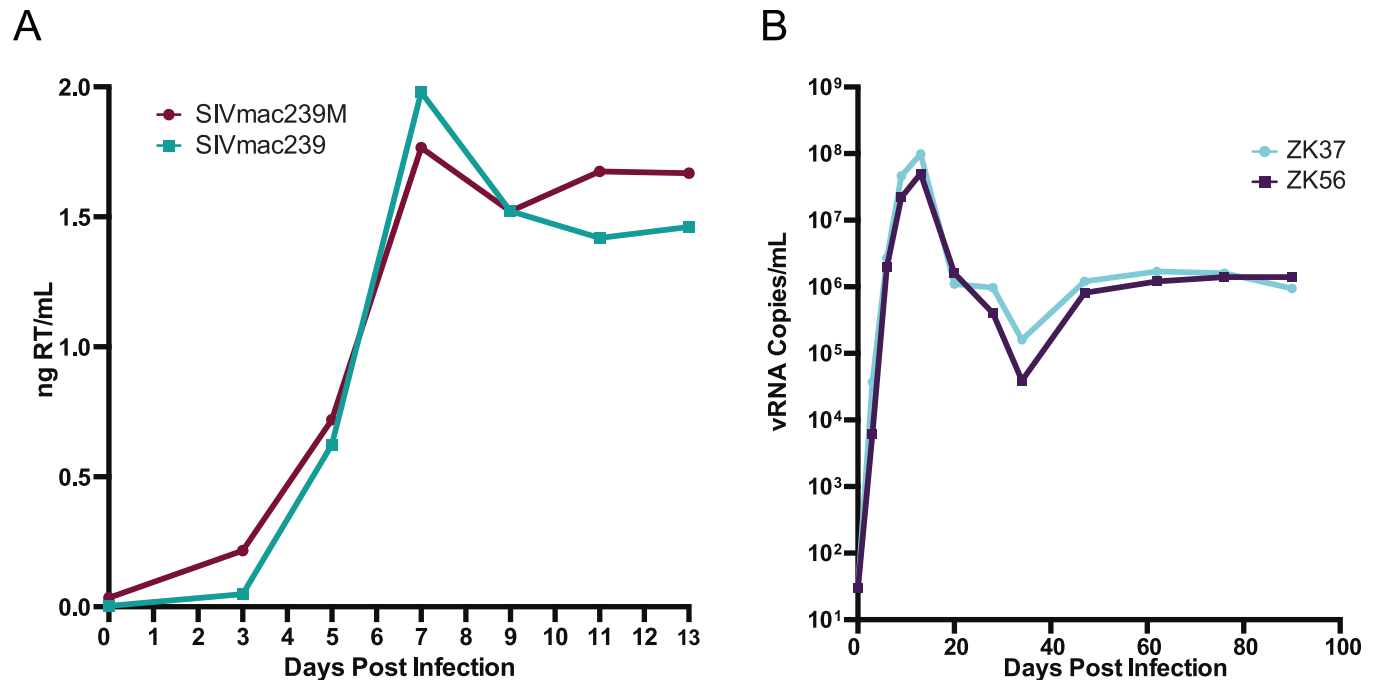 A
ng RT/mL
2.0
1.5
1.0
0.5
0.0
SIVmac239M
SIVmac239
0 1 2 3 4 5 6 7 8 9 10 11 12 13
Days Post Infection
B
vRNA Copies/mL
10⁹
10⁸
10⁷
10⁶
10⁵
10⁴
10³
10²
10¹
ZK37
ZK56
0 20 40 60 80 100
Days Post Infection